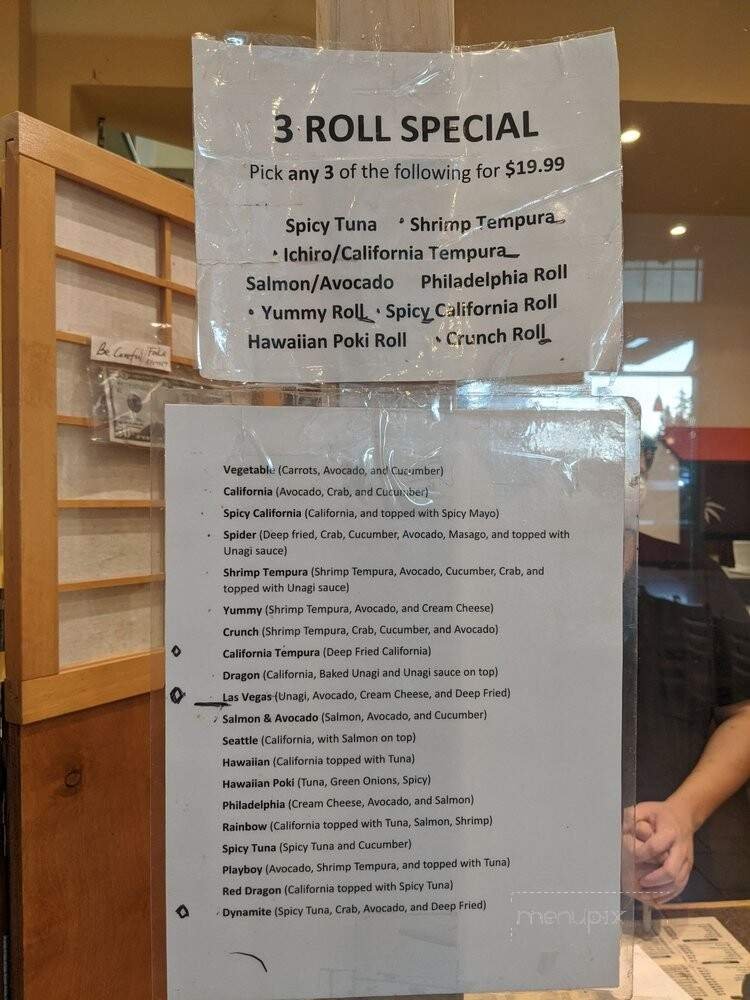 3 ROLL SPECIAL
Pick any 3 of the following for $19.99
Spicy Tuna • Shrimp Tempura
• Ichiro/California Tempura
Salmon/Avocado Philadelphia Roll
• Yummy Roll • Spicy California Roll
Hawaiian Poki Roll • Crunch Roll
Be Careful Fake
Vegetable (Carrots, Avocado, and Cucumber)
California (Avocado, Crab, and Cucumber)
Spicy California (California, and topped with Spicy Mayo)
Spider (Deep fried, Crab, Cucumber, Avocado, Masago, and topped with
Unagi sauce)
Shrimp Tempura (Shrimp Tempura, Avocado, Cucumber, Crab, and
topped with Unagi sauce)
Yummy (Shrimp Tempura, Avocado, and Cream Cheese)
Crunch (Shrimp Tempura, Crab, Cucumber, and Avocado)
California Tempura (Deep Fried California)
Dragon (California, Baked Unagi and Unagi sauce on top)
Las Vegas (Unagi, Avocado, Cream Cheese, and Deep Fried)
Salmon & Avocado (Salmon, Avocado, and Cucumber)
Seattle (California, with Salmon on top)
Hawaiian (California topped with Tuna)
Hawaiian Poki (Tuna, Green Onions, Spicy)
Philadelphia (Cream Cheese, Avocado, and Salmon)
Rainbow (California topped with Tuna, Salmon, Shrimp)
Spicy Tuna (Spicy Tuna and Cucumber)
Playboy (Avocado, Shrimp Tempura, and topped with Tuna)
Red Dragon (California topped with Spicy Tuna)
Dynamite (Spicy Tuna, Crab, Avocado, and Deep Fried)
menupix